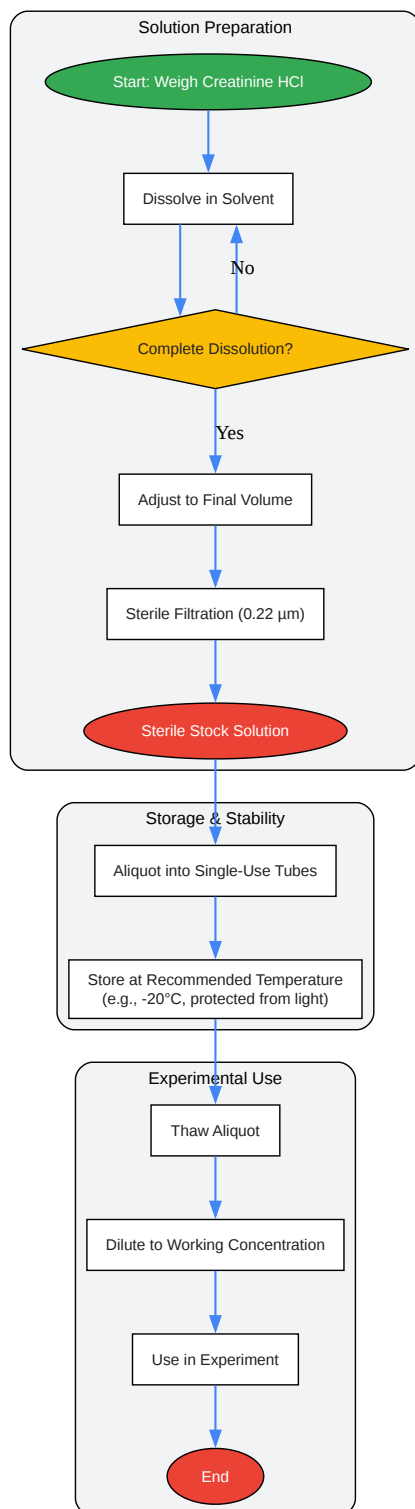 Solution Preparation
Start: Weigh Creatinine HCl
Dissolve in Solvent
No
Complete Dissolution?
Yes
Adjust to Final Volume
Sterile Filtration (0.22 µm)
Sterile Stock Solution
Storage & Stability
Aliquot into Single-Use Tubes
Store at Recommended Temperature
(e.g., -20°C, protected from light)
Experimental Use
Thaw Aliquot
Dilute to Working Concentration
Use in Experiment
End